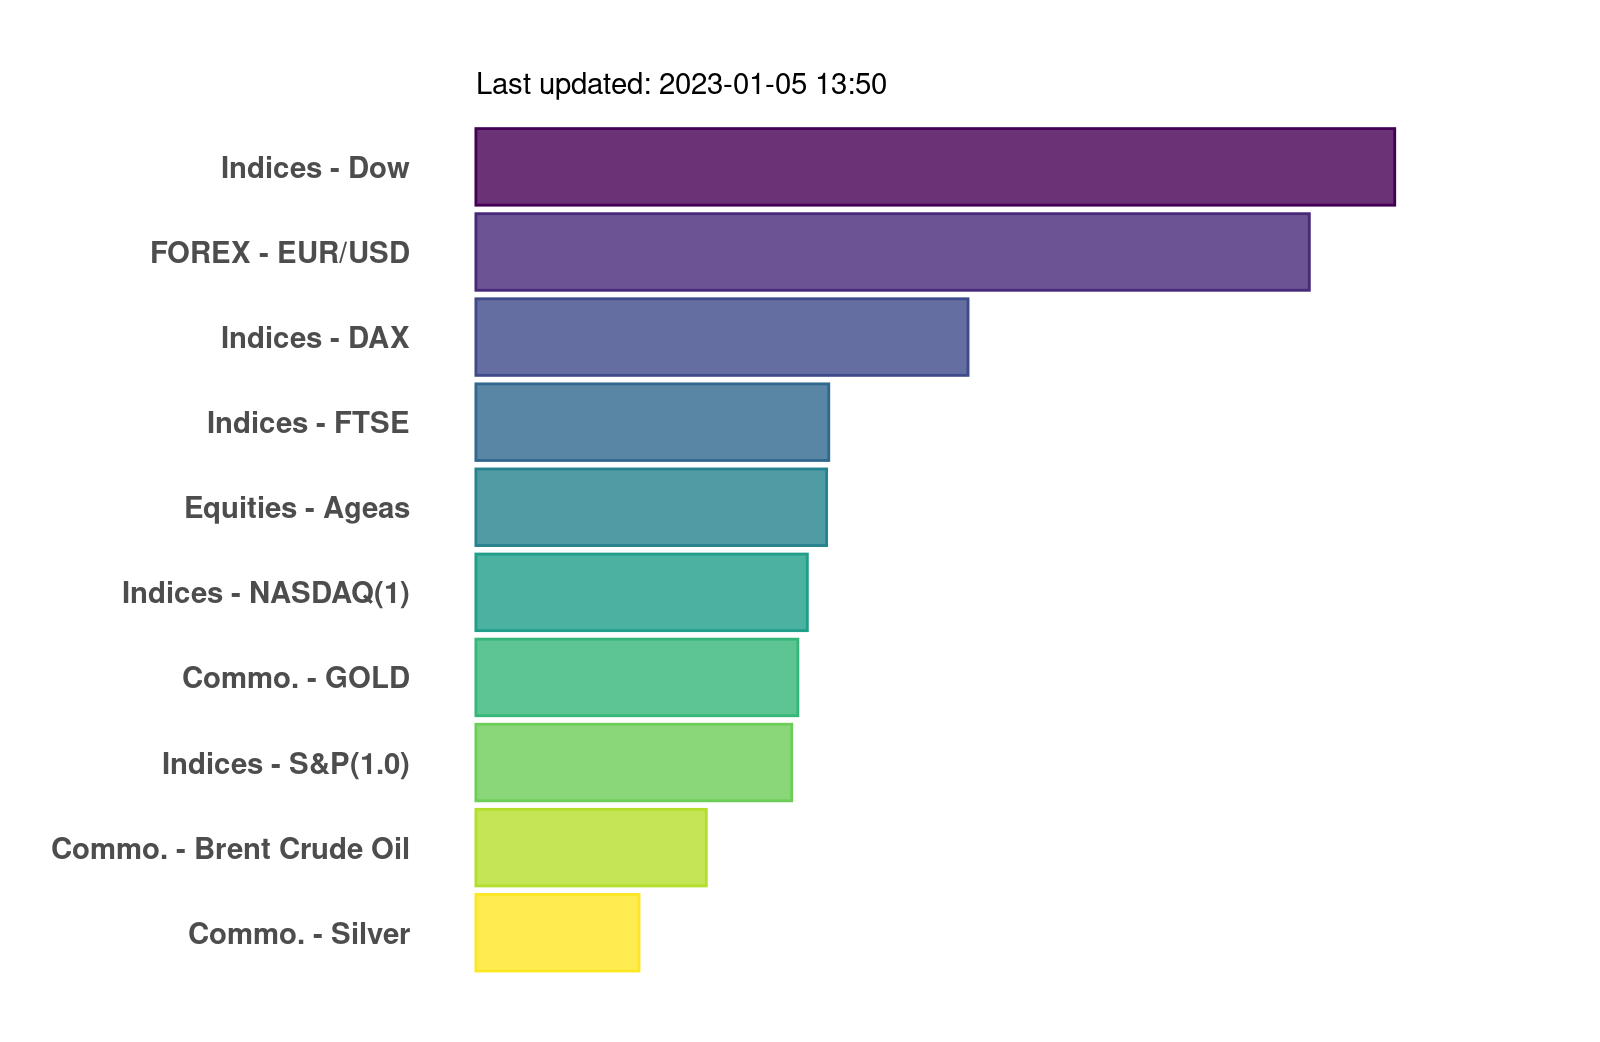 Last updated: 2023-01-05 13:50
Indices - Dow
FOREX - EUR/USD
Indices - DAX
Indices - FTSE
Equities - Ageas
Indices - NASDAQ(1)
Commo. - GOLD
Indices - S&P(1.0)
Commo. - Brent Crude Oil
Commo. - Silver